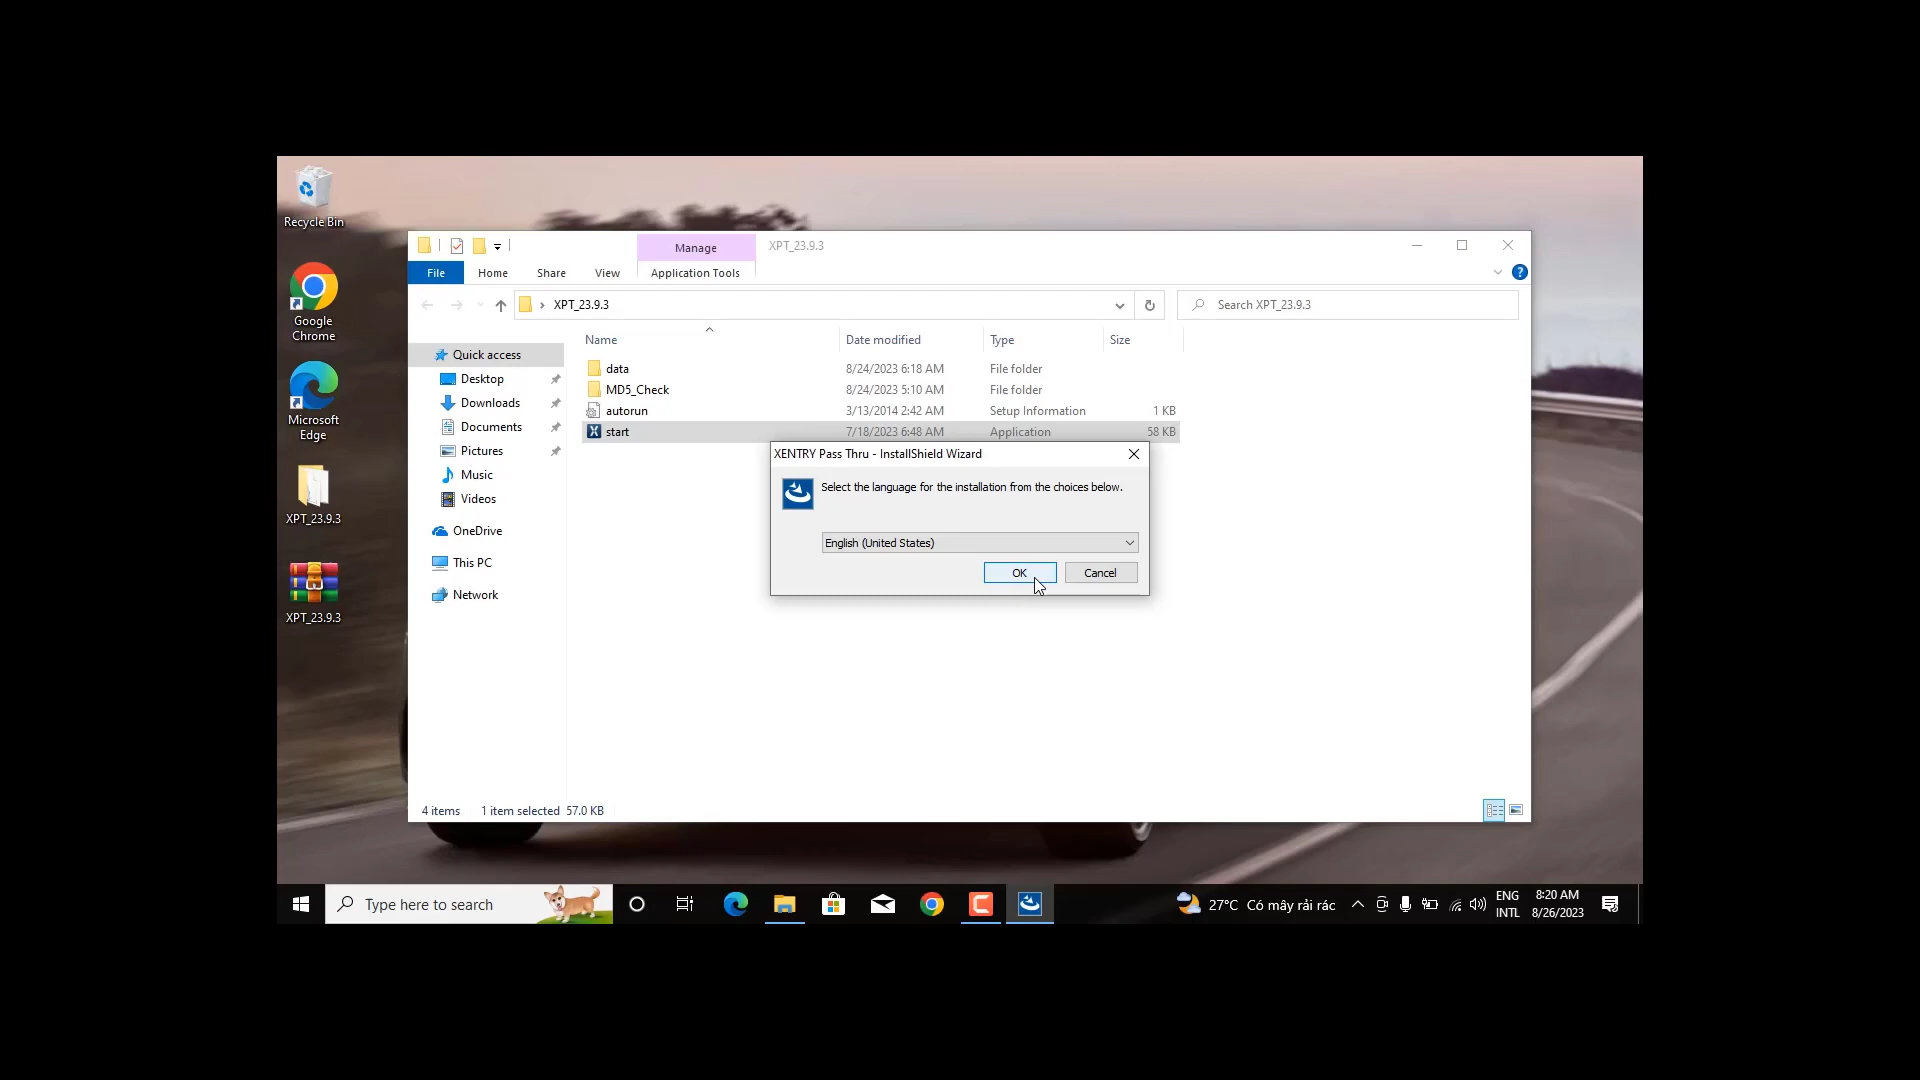 Recycle Bin
Google
Chrome
Microsoft
Edge
XPT_23.9.3
XPT_23.9.3
Manage
XPT_23.9.3
File
Home
Share
View
Application Tools
?
XPT_23.9.3
Search XPT_23.9.3
Name
Date modified
Type
Size
Quick access
Desktop
Downloads
Documents
Pictures
Music
Videos
OneDrive
This PC
Network
data 8/24/2023 6:18 AM File folder
MD5_Check 8/24/2023 5:10 AM File folder
autorun 3/13/2014 2:42 AM Setup Information 1 KB
start 7/18/2023 6:48 AM Application 58 KB
XENTRY Pass Thru - InstallShield Wizard
Select the language for the installation from the choices below.
English (United States)
OK
Cancel
4 items 1 item selected 57.0 KB
Type here to search
27°C Có mây rải rác
ENG
INTL
8:20 AM
8/26/2023